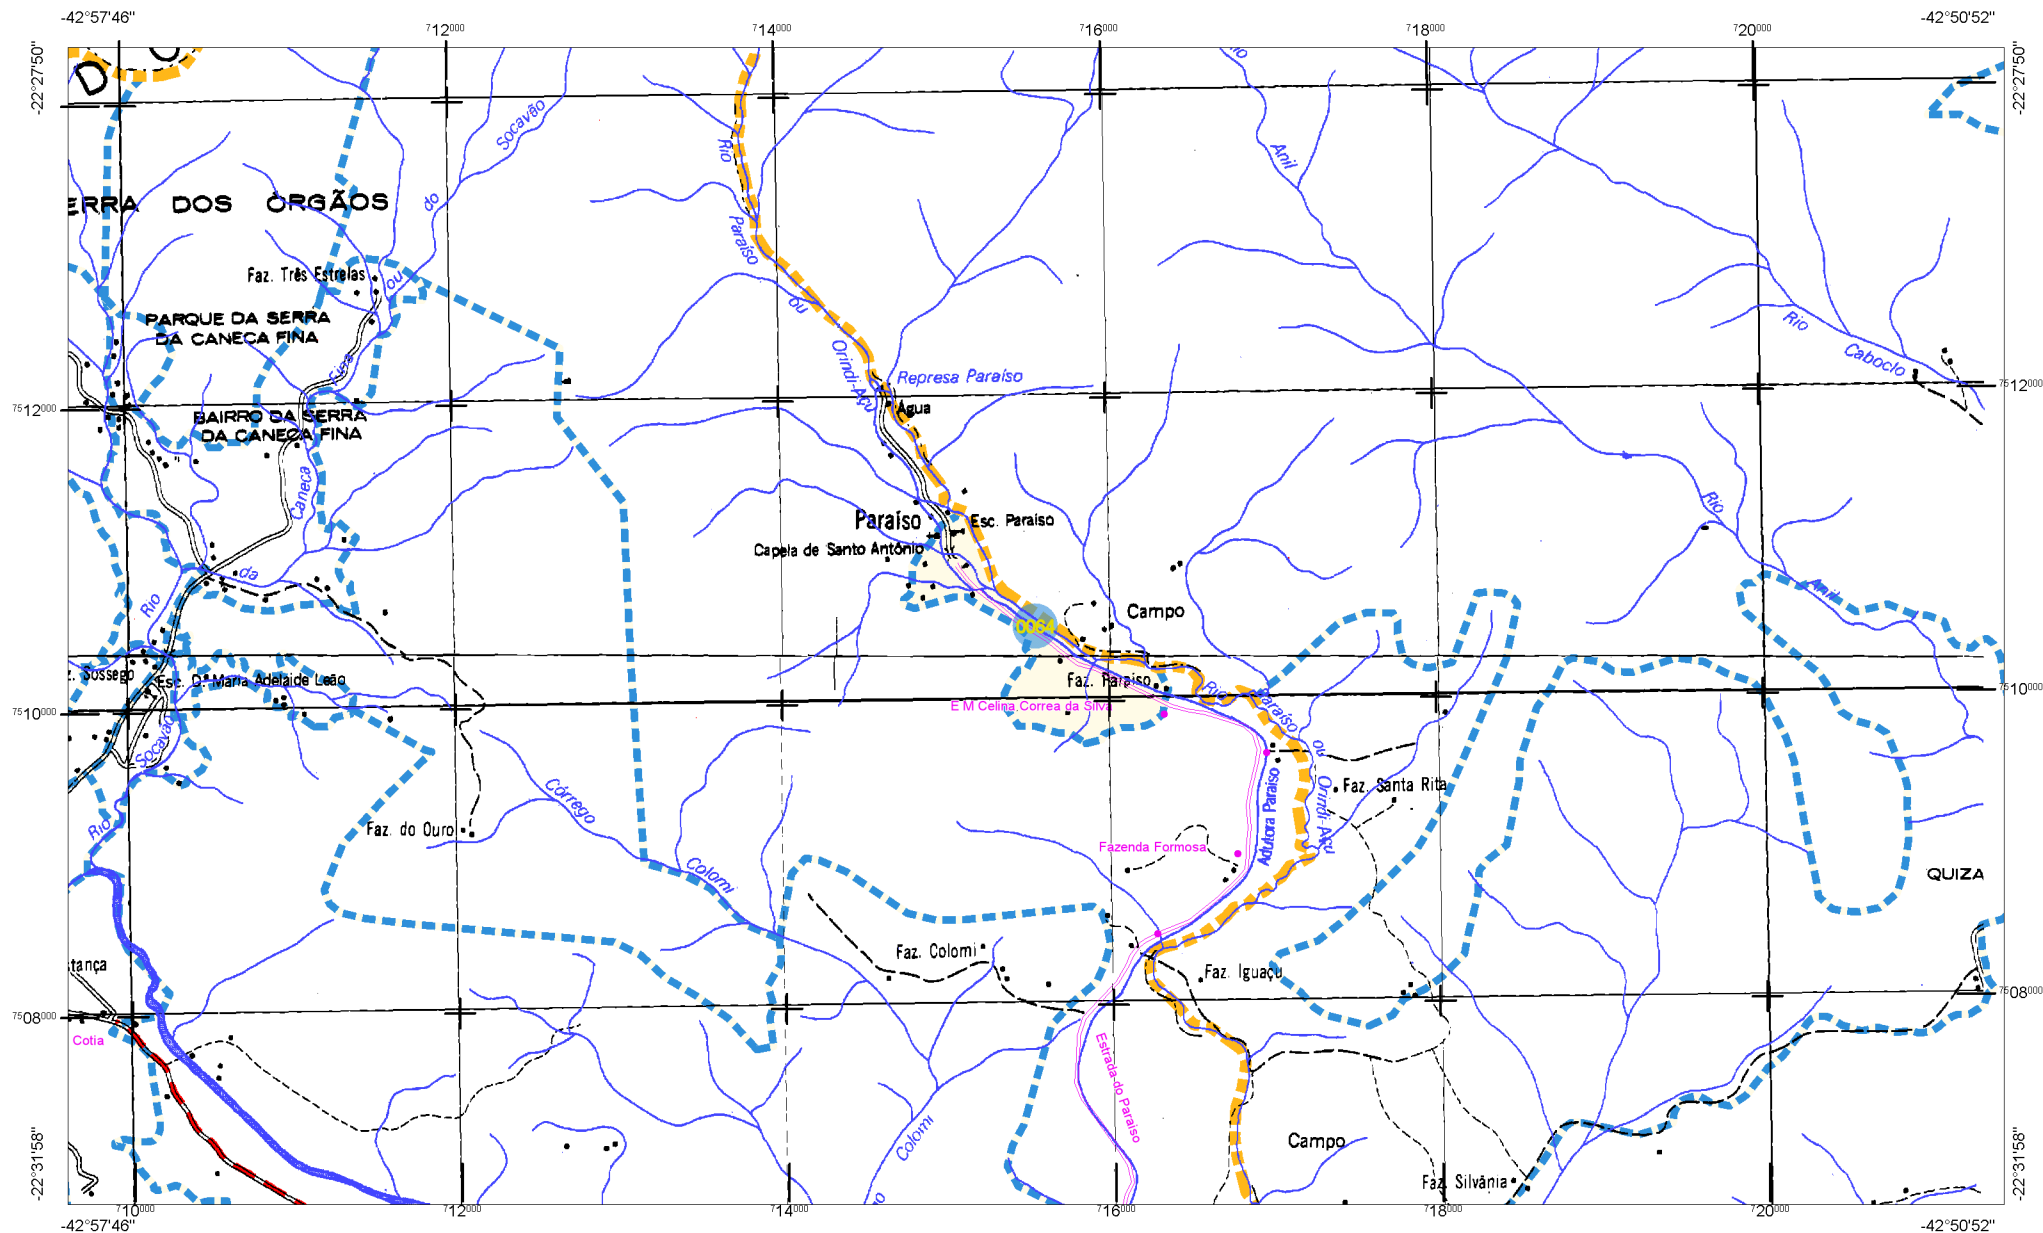 -42°57'46"
712000
714000
716000
718000
720000
-42°50'52"
-22°27'50"
-22°27'50"
D
Socavão
do
ou
Rio
Paraíso
ou
Orindi-Açu
Anil
ERRA DOS ÓRGÃOS
Faz. Três Estrelas
PARQUE DA SERRA
DA CANECA FINA
Fina
BAIRRO DA SERRA
DA CANECA FINA
Caneca
da
Rio
Represa Paraíso
Água
Rio
Caboclo
7512000
7512000
Paraíso
Esc. Paraíso
Capela de Santo Antônio
Rio
Anil
0064
Campo
z. Sossego
Esc. D. Maria Adelaide Leão
Faz. Paraíso
E M Celina Correa da Silva
Rio
Paraíso
ou
Orindi-Açu
7510000
7510000
Socavão
Rio
Faz. do Ouro
Córrego
Colomi
Adutora Paraíso
Faz. Santa Rita
Fazenda Formosa
QUIZA
Faz. Colomi
Faz. Iguaçu
tança
7508000
7508000
Cotia
Estrada do Paraiso
Colomi
Campo
Faz. Silvânia
-22°31'58"
-22°31'58"
710000
712000
714000
716000
718000
720000
-42°57'46"
-42°50'52"